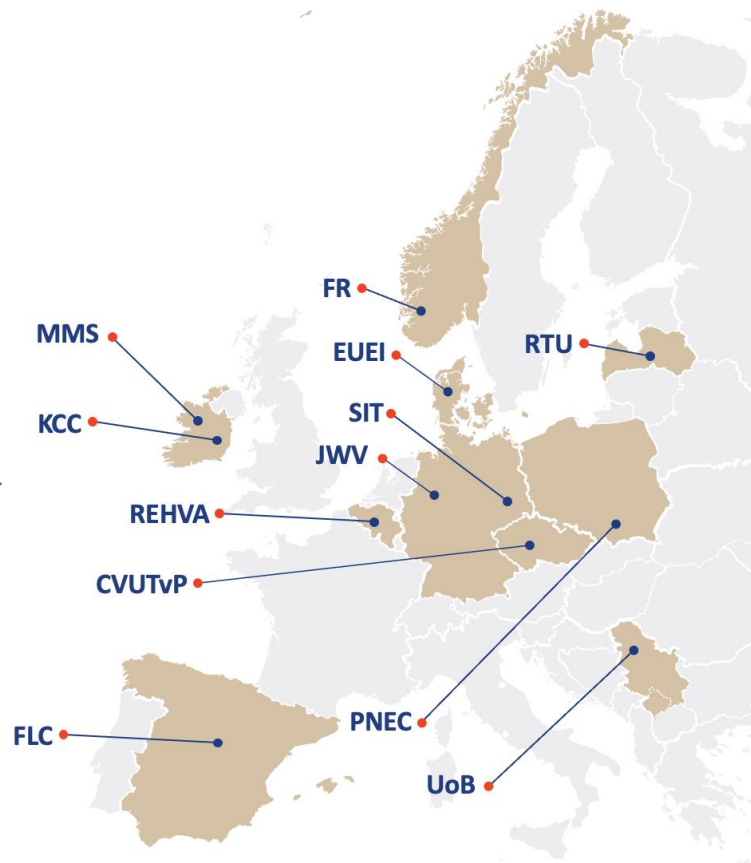 FR
MMS
EUEI
RTU
KCC
SIT
JWV
REHVA
CVUTvP
PNEC
FLC
UoB